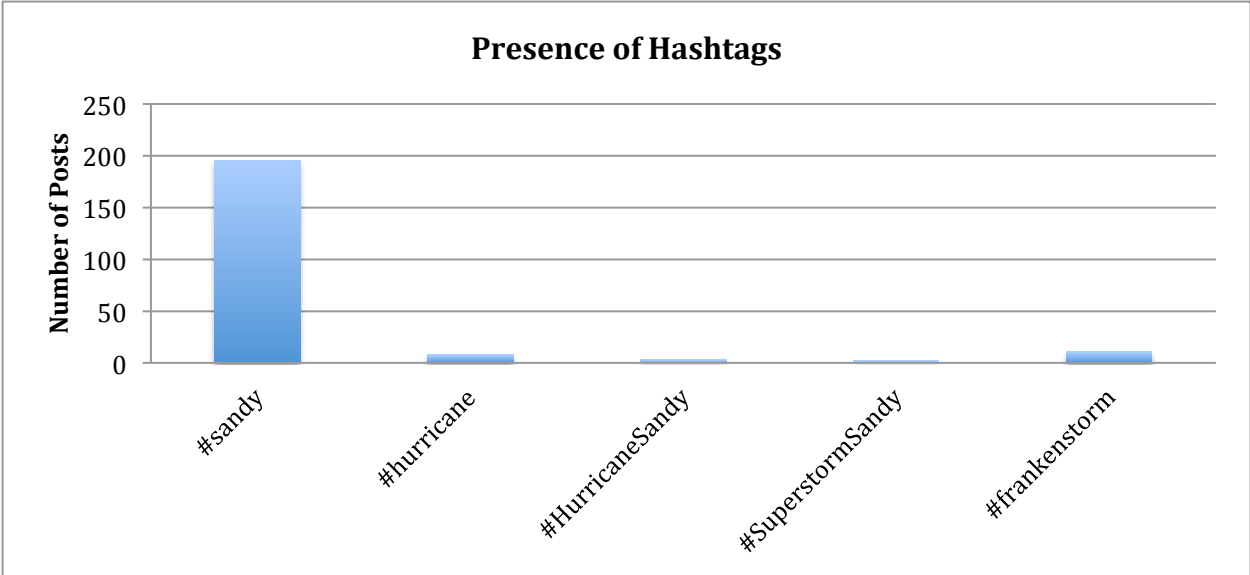 Presence of Hashtags
Number of Posts
250
200
150
100
50
0
#sandy
#hurricane
#HurricaneSandy
#SuperstormSandy
#frankenstorm